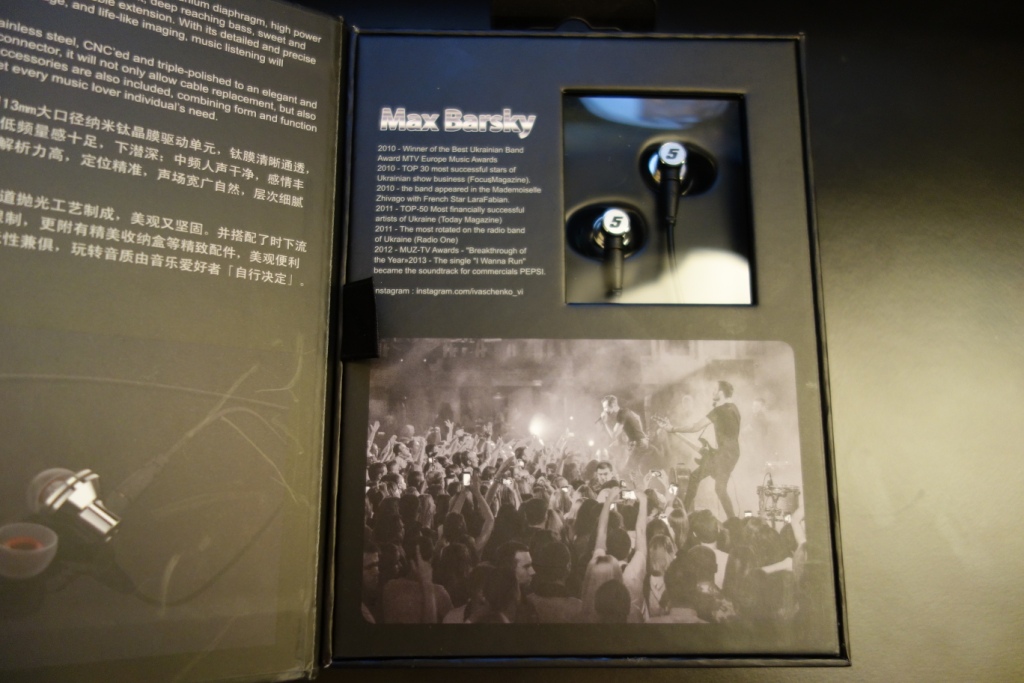 nium diaphragm, high power
deep reaching bass, sweet and
ble extension. With its detailed and precise
ge, and life-like imaging, music listening will
ainless steel, CNC'ed and triple-polished to an elegant and
connector, it will not only allow cable replacement, but also
ccessories are also included, combining form and function
et every music lover individual's need.
13mm大口径纳米钛晶膜驱动单元，钛膜清晰通透，
低频量感十足，下潜深；中频人声干净，感情丰
解析力高，定位精准，声场宽广自然，层次细腻
道抛光工艺制成，美观又坚固。并搭配了时下流
限制，更附有精美收纳盒等精致配件，美观便利
性兼俱，玩转音质由音乐爱好者「自行决定」。
Max Barsky
2010 - Winner of the Best Ukrainian Band
Award MTV Europe Music Awards
2010 - TOP 30 most successful stars of
Ukrainian show business (FocusMagazine).
2010 - the band appeared in the Mademoiselle
Zhivago with French Star LaraFabian.
2011 - TOP-50 Most financially successful
artists of Ukraine (Today Magazine)
2011 - The most rotated on the radio band
of Ukraine (Radio One)
2012 - MUZ-TV Awards - "Breakthrough of
the Year»2013 - The single "I Wanna Run"
became the soundtrack for commercials PEPSI.
nstagram : instagram.com/ivaschenko_vi
5
5